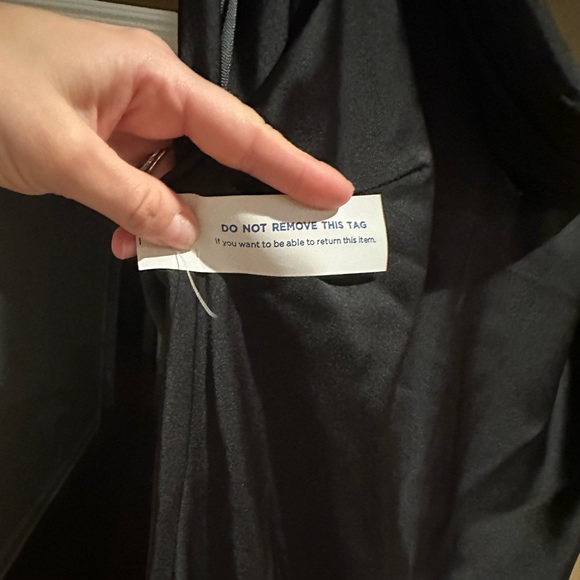 DO NOT REMOVE THIS TAG
If you want to be able to return this item.